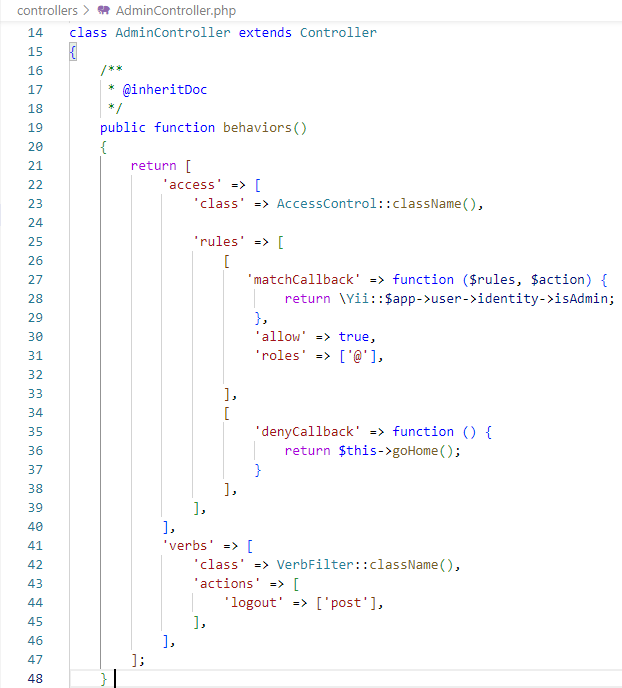 controllers > AdminController.php
14 class AdminController extends Controller
15 {
16     /**
17      * @inheritDoc
18      */
19     public function behaviors()
20     {
21         return [
22             'access' => [
23                 'class' => AccessControl::className(),
24
25                 'rules' => [
26                     [
27                        'matchCallback' => function ($rules, $action) {
28                             return \Yii::$app->user->identity->isAdmin;
29                         },
30                         'allow' => true,
31                         'roles' => ['@'],
32
33                     ],
34                     [
35                         'denyCallback' => function () {
36                             return $this->goHome();
37                         }
38                     ],
39                 ],
40             ],
41             'verbs' => [
42                 'class' => VerbFilter::className(),
43                 'actions' => [
44                     'logout' => ['post'],
45                 ],
46             ],
47         ];
48     }